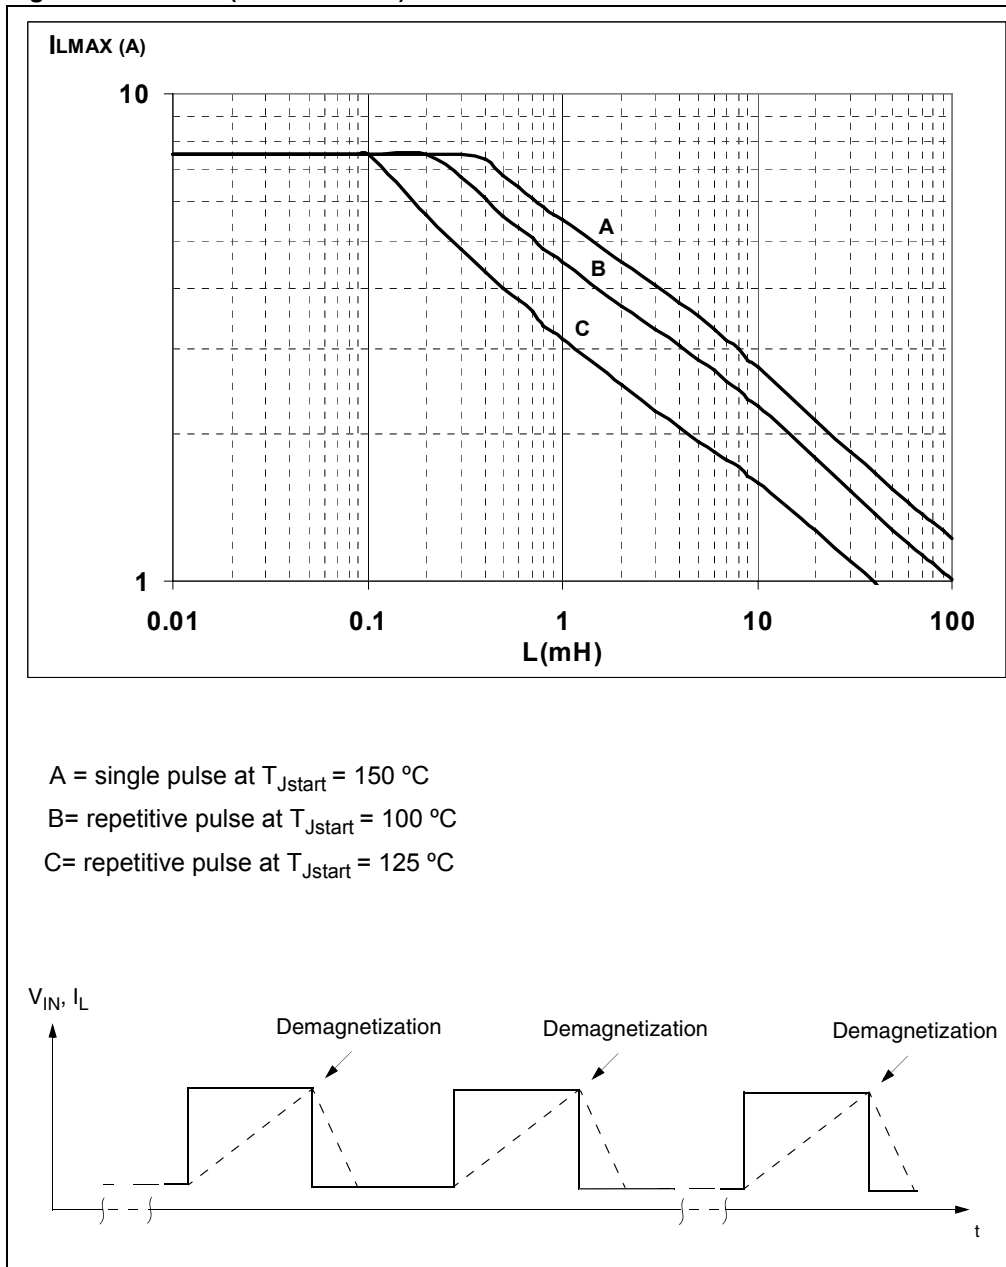 ILMAX (A)
10
A
B
C
1
0.01 0.1 1 10 100
L(mH)
A = single pulse at TJstart = 150 ºC
B= repetitive pulse at TJstart = 100 ºC
C= repetitive pulse at TJstart = 125 ºC
VIN, IL
Demagnetization Demagnetization Demagnetization
t